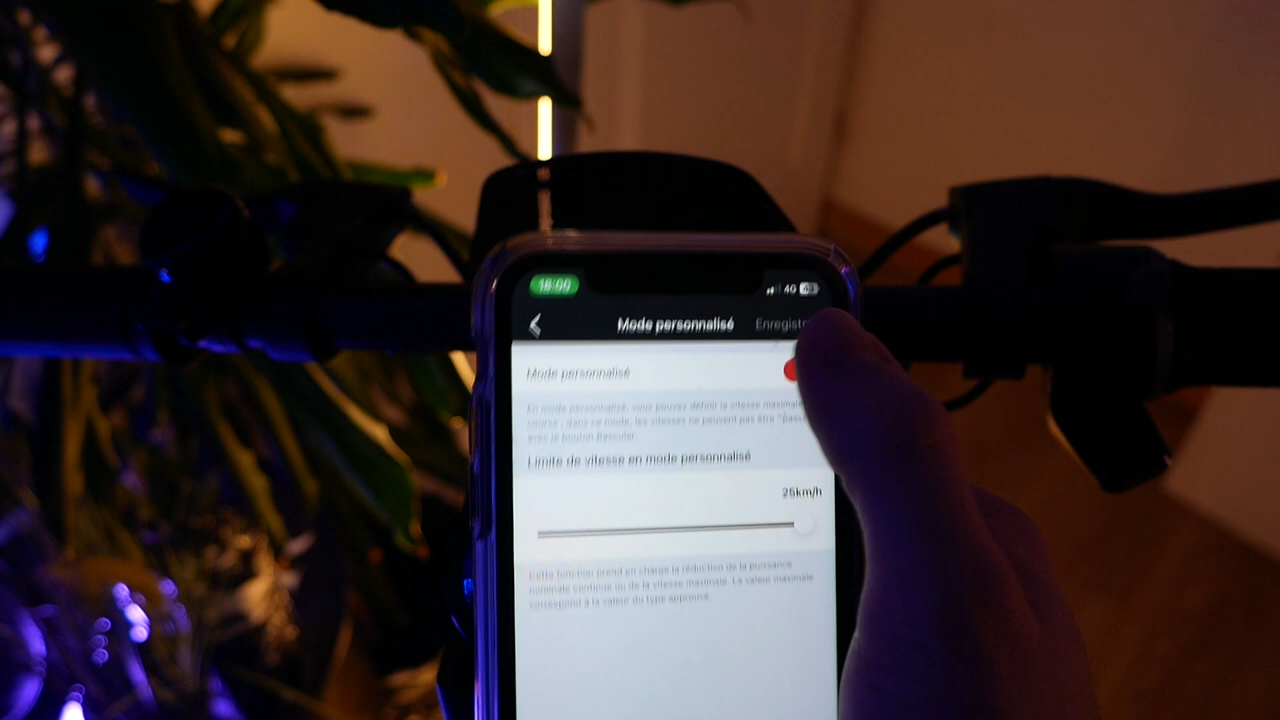 16:00
4G
Mode personnalisé
Enregistr
Mode personnalisé
En mode personnalisé, vous pouvez définir la vitesse maximale
course ; dans ce mode, les vitesses ne peuvent pas être
avec le bouton Basculer.
Limite de vitesse en mode personnalisé
25km/h
Cette fonction prend en charge la réduction de la puissance
nominale continue ou de la vitesse maximale. La valeur maximale
correspond à la valeur du type approuvé.